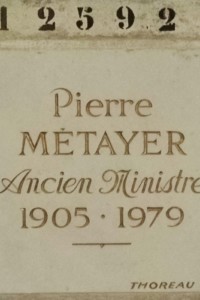 12592
Pierre
MÉTAYER
Ancien Ministre
1905 · 1979
THOREAU